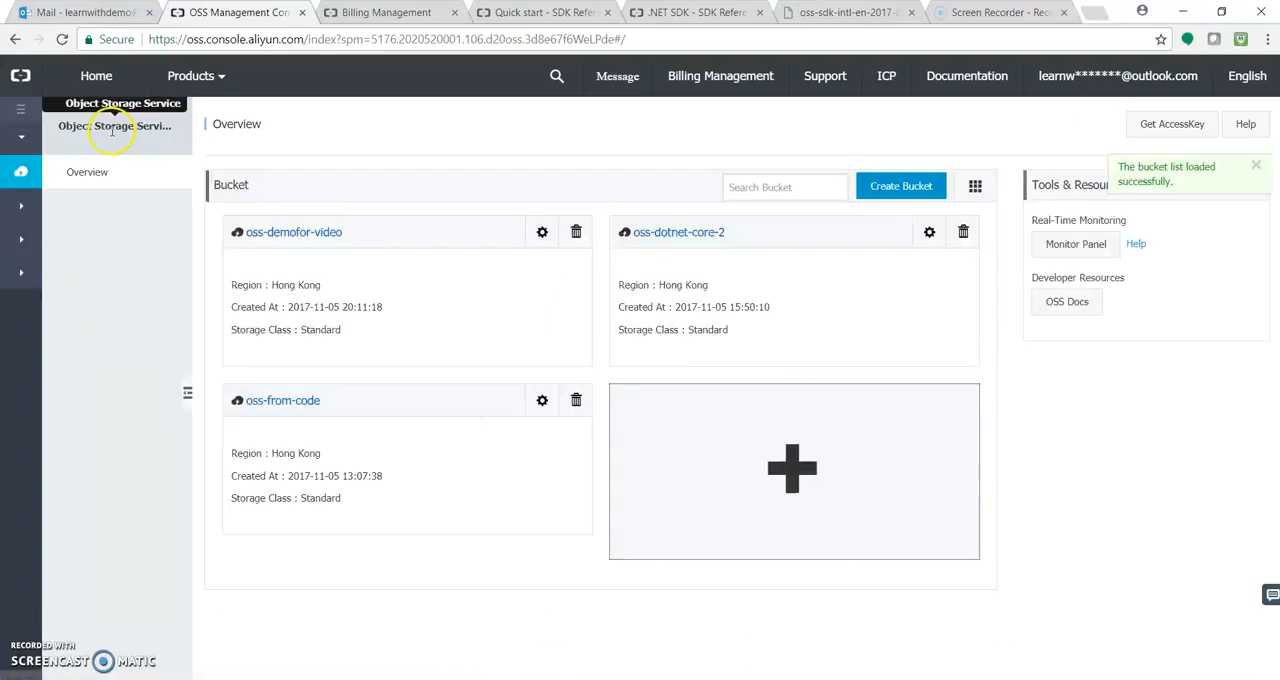 Mail - learnwithdemo@
OSS Management Con
Billing Management
Quick start - SDK Refere
.NET SDK - SDK Refere
oss-sdk-intl-en-2017-0
Screen Recorder - Reco
Secure
https://oss.console.aliyun.com/index?spm=5176.2020520001.106.d20oss.3d8e67f6WeLPde#/
Home
Products
Message
Billing Management
Support
ICP
Documentation
learnw*******@outlook.com
English
Object Storage Service
Object Storage Servi...
Overview
Overview
Get AccessKey
Help
The bucket list loaded
successfully.
Bucket
Search Bucket
Create Bucket
Tools & Resou
oss-demofor-video
Region : Hong Kong
Created At : 2017-11-05 20:11:18
Storage Class : Standard
oss-dotnet-core-2
Region : Hong Kong
Created At : 2017-11-05 15:50:10
Storage Class : Standard
Real-Time Monitoring
Monitor Panel
Help
Developer Resources
OSS Docs
oss-from-code
Region : Hong Kong
Created At : 2017-11-05 13:07:38
Storage Class : Standard
RECORDED WITH
SCREENCAST MATIC